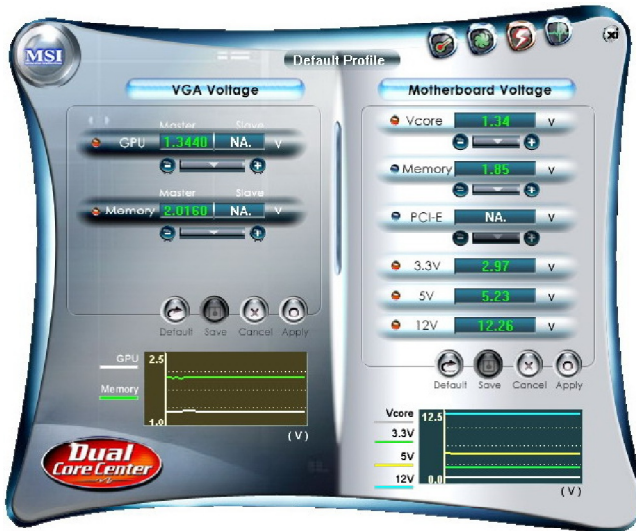 MSI
Default Profile
xi
VGA Voltage
Master Slave
GPU 1.3440 NA. V
Master Slave
Memory 2.0160 NA. V
Default Save Cancel Apply
GPU
Memory
2.5
1.0
(V)
Dual
CoreCenter
Motherboard Voltage
Vcore 1.34 v
Memory 1.85 v
PCI-E NA. v
3.3V 2.97 v
5V 5.23 v
12V 12.26 v
Default Save Cancel Apply
Vcore
3.3V
5V
12V
12.5
0.0
(V)